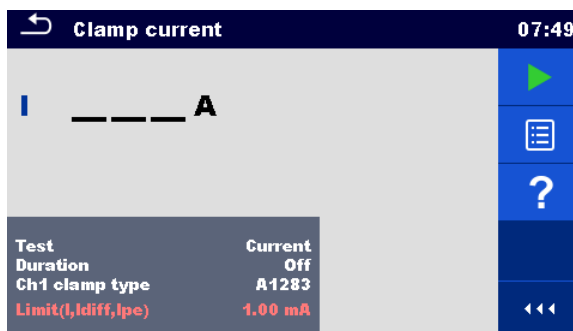 Clamp current 07:49
I ___ A
?
Test Current
Duration Off
Ch1 clamp type A1283
Limit(I,Idiff,Ipe) 1.00 mA